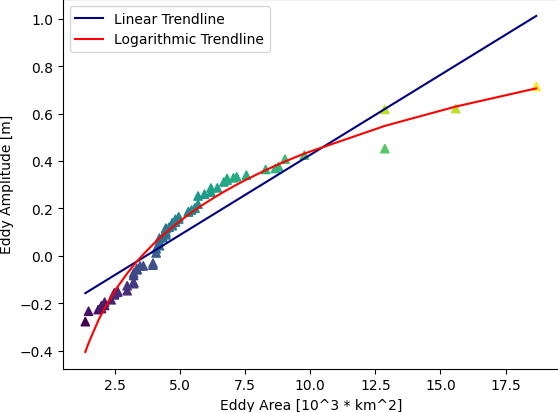 Linear Trendline
Logarithmic Trendline
Eddy Amplitude [m]
1.0
0.8
0.6
0.4
0.2
0.0
−0.2
−0.4
2.5 5.0 7.5 10.0 12.5 15.0 17.5
Eddy Area [10^3 * km^2]